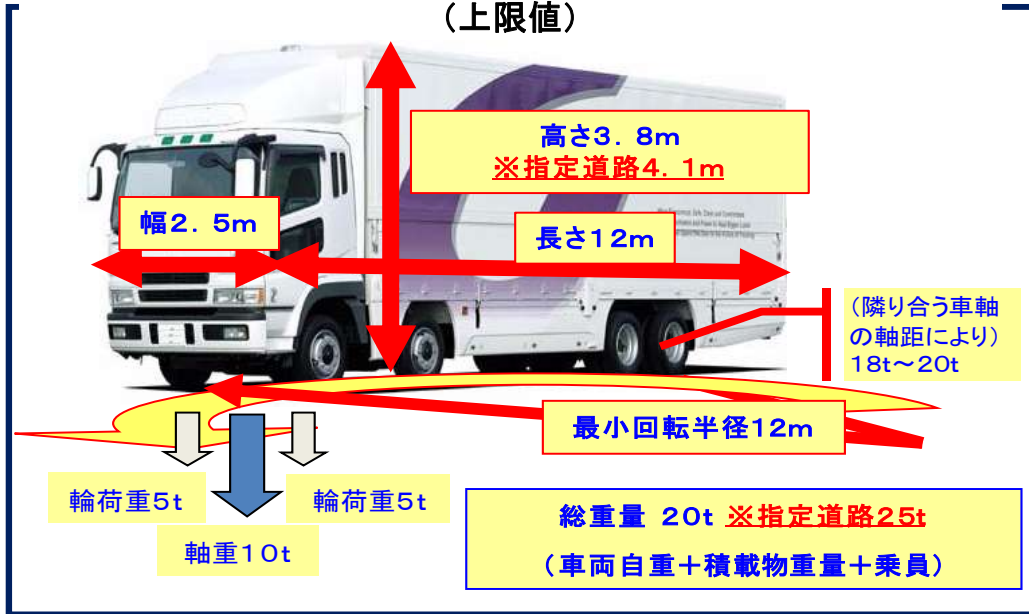 (上限値)
高さ3．8m
※指定道路4．1m
幅2．5m
長さ12m
(隣り合う車軸
の軸距により)
18t～20t
最小回転半径12m
輪荷重5t
輪荷重5t
軸重10t
総重量 20t ※指定道路25t
(車両自重＋積載物重量＋乗員)